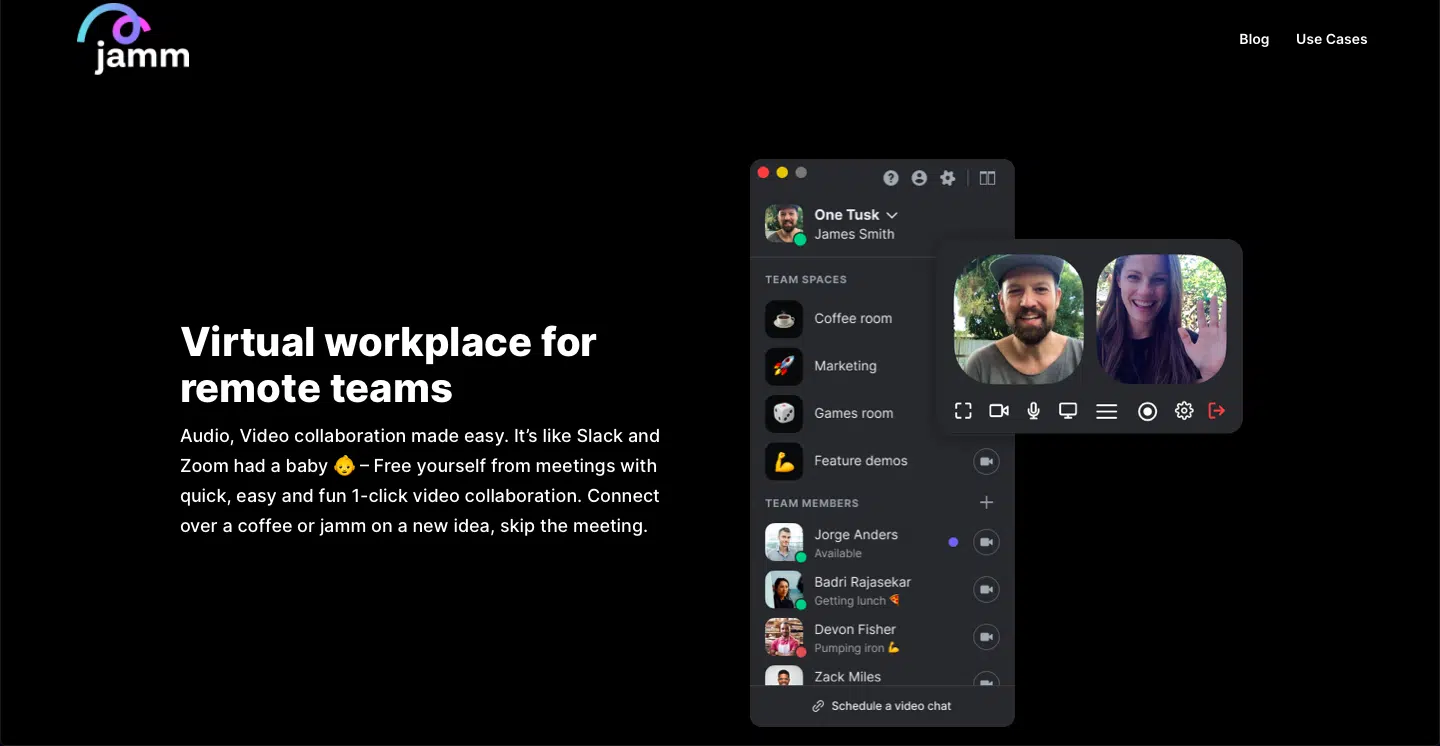 jamm
Blog
Use Cases
Virtual workplace for
remote teams
Audio, Video collaboration made easy. It’s like Slack and
Zoom had a baby 👶 – Free yourself from meetings with
quick, easy and fun 1-click video collaboration. Connect
over a coffee or jamm on a new idea, skip the meeting.
One Tusk
James Smith
TEAM SPACES
Coffee room
Marketing
Games room
Feature demos
TEAM MEMBERS
Jorge Anders
Available
Badri Rajasekar
Getting lunch 🍕
Devon Fisher
Pumping iron 💪
Zack Miles
Schedule a video chat